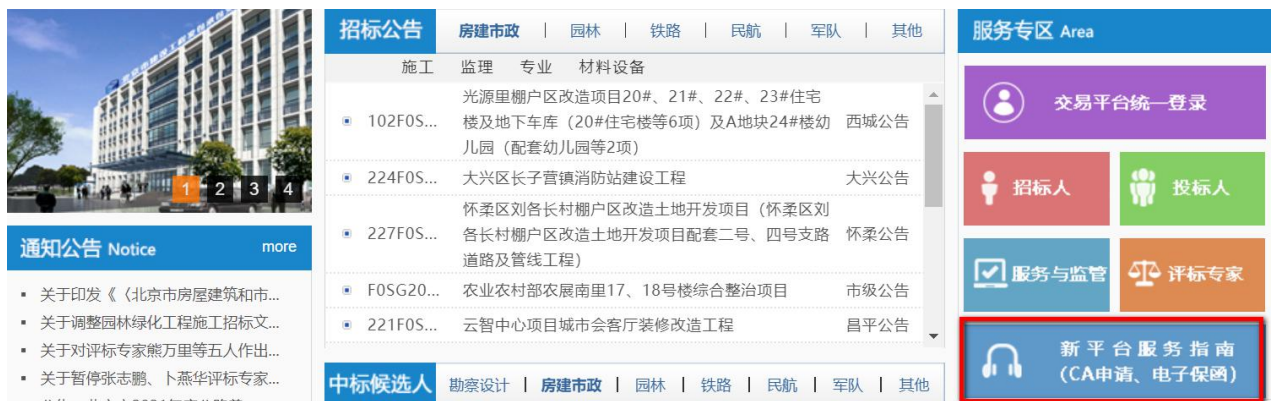 1 2 3 4
通知公告 Notice more
关于印发《〈北京市房屋建筑和市...
关于调整园林绿化工程施工招标文...
关于对评标专家熊万里等五人作出...
关于暂停张志鹏、卜燕华评标专家...
招标公告 房建市政 | 园林 | 铁路 | 民航 | 军队 | 其他
施工 监理 专业 材料设备
光源里棚户区改造项目20#、21#、22#、23#住宅
102F0S... 楼及地下车库（20#住宅楼等6项）及A地块24#楼幼 西城公告
儿园（配套幼儿园等2项）
224F0S... 大兴区长子营镇消防站建设工程 大兴公告
怀柔区刘各长村棚户区改造土地开发项目（怀柔区刘
227F0S... 各长村棚户区改造土地开发项目配套二号、四号支路 怀柔公告
道路及管线工程）
F0SG20... 农业农村部农展南里17、18号楼综合整治项目 市级公告
221F0S... 云智中心项目城市会客厅装修改造工程 昌平公告
中标候选人 勘察设计 | 房建市政 | 园林 | 铁路 | 民航 | 军队 | 其他
服务专区 Area
交易平台统一登录
招标人 投标人
服务与监管 评标专家
新平台服务指南
(CA申请、电子保函)